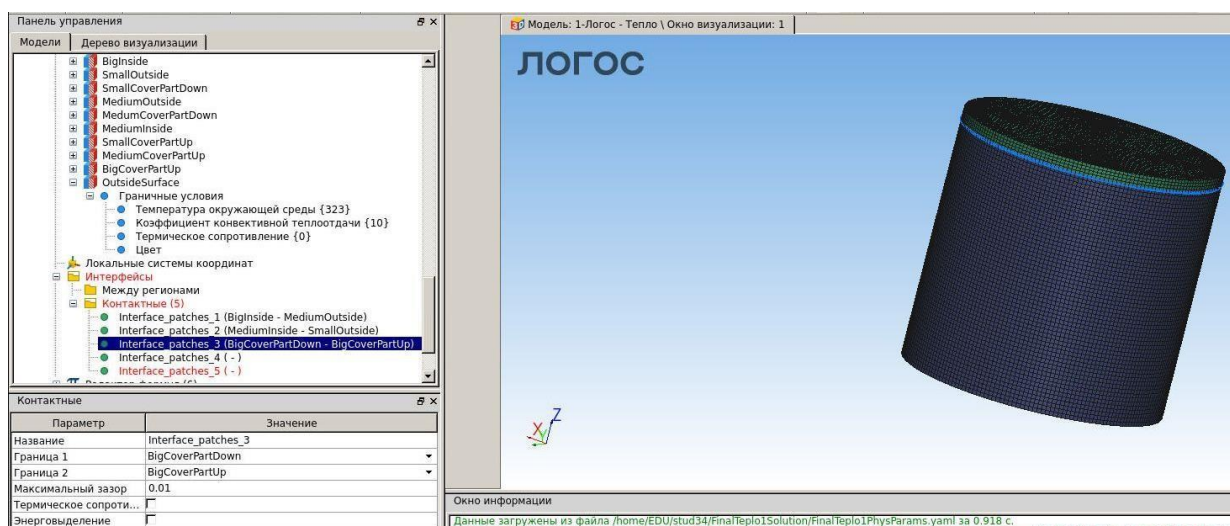 Панель управления
Модели
Дерево визуализации
BigInside
SmallOutside
SmallCoverPartDown
MediumOutside
MedumCoverPartDown
MediumInside
SmallCoverPartUp
MediumCoverPartUp
BigCoverPartUp
OutsideSurface
Граничные условия
Температура окружающей среды {323}
Коэффициент конвективной теплоотдачи {10}
Термическое сопротивление {0}
Цвет
Локальные системы координат
Интерфейсы
Между регионами
Контактные (5)
Interface_patches_1 (BigInside - MediumOutside)
Interface_patches_2 (MediumInside - SmallOutside)
Interface_patches_3 (BigCoverPartDown - BigCoverPartUp)
Interface_patches_4 ( - )
Interface_patches_5 ( - )
Контактные
Параметр Значение
Название Interface_patches_3
Граница 1 BigCoverPartDown
Граница 2 BigCoverPartUp
Максимальный зазор 0.01
Термическое сопроти...
Энерговыделение
Модель: 1-Логос - Тепло \ Окно визуализации: 1
ЛОГОС
Z
X
Y
Окно информации
Данные загружены из файла /home/EDU/stud34/FinalTeplo1Solution/FinalTeplo1PhysParams.yaml за 0.918 с.